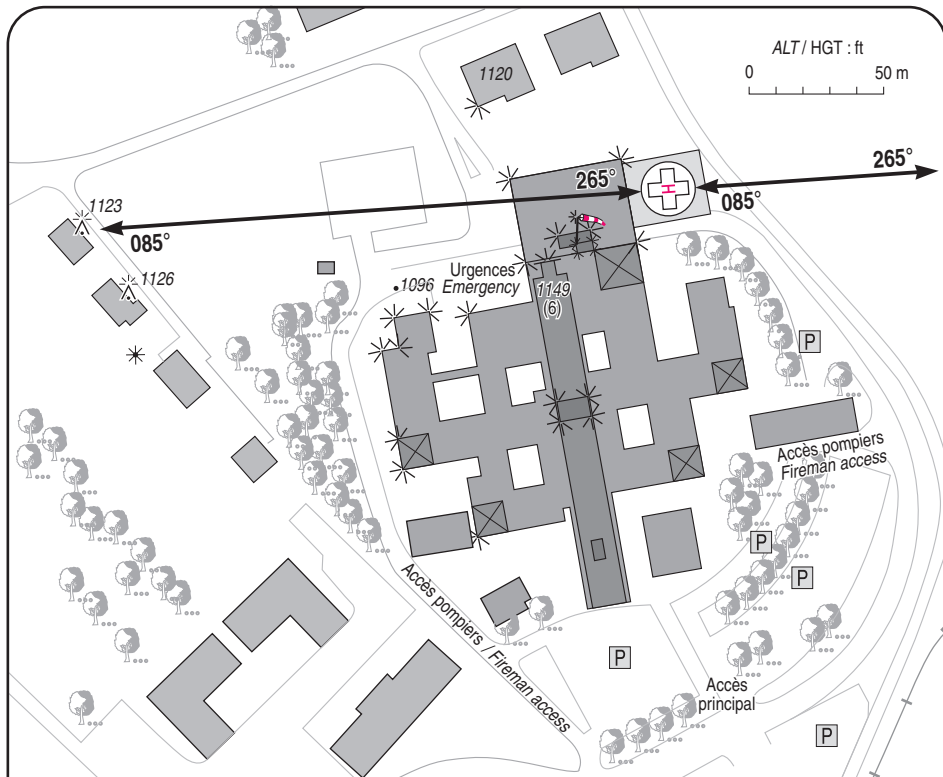 ALT / HGT : ft
0 50 m
1120
265°
265°
085°
H
1123
085°
1126
1096
Urgences
Emergency
1149
(6)
P
Accès pompiers
Fireman access
P
P
Accès pompiers / Fireman access
P
Accès
principal
P